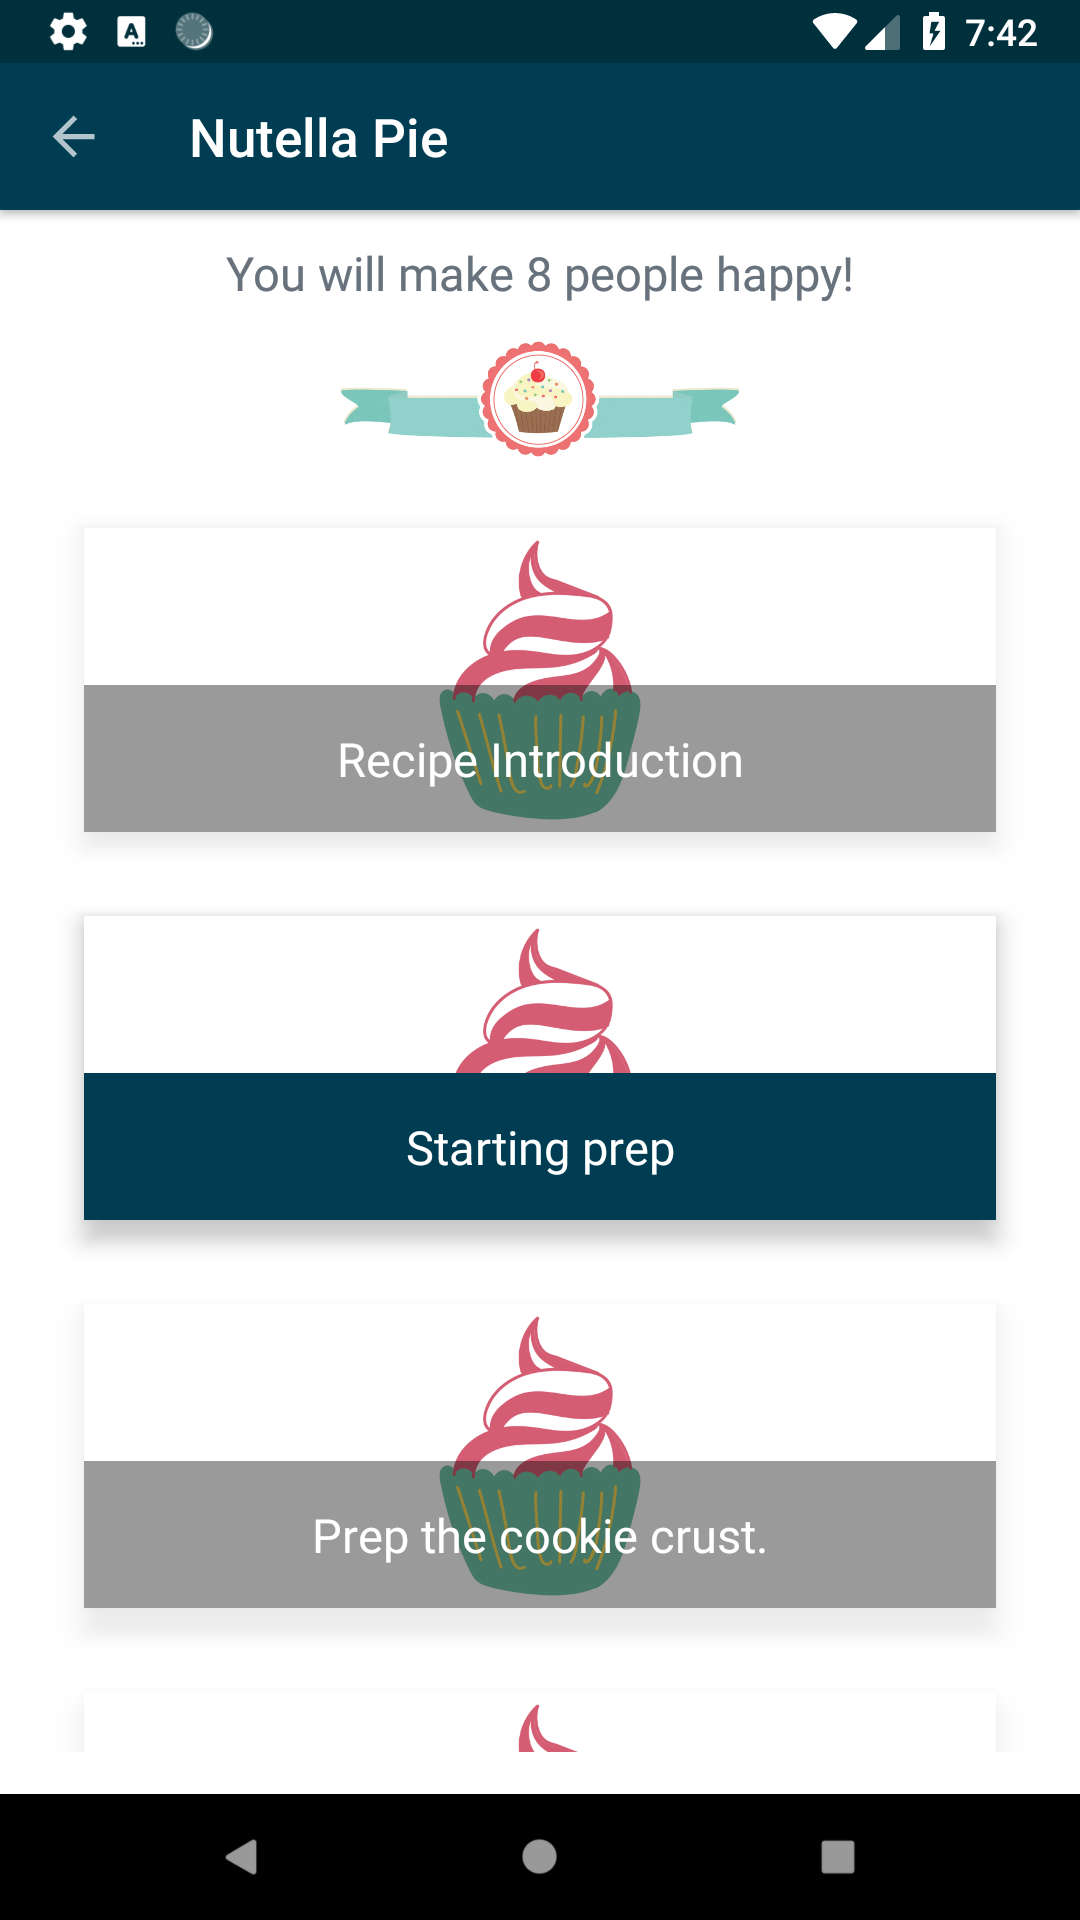 7:42
Nutella Pie
You will make 8 people happy!
Recipe Introduction
Starting prep
Prep the cookie crust.